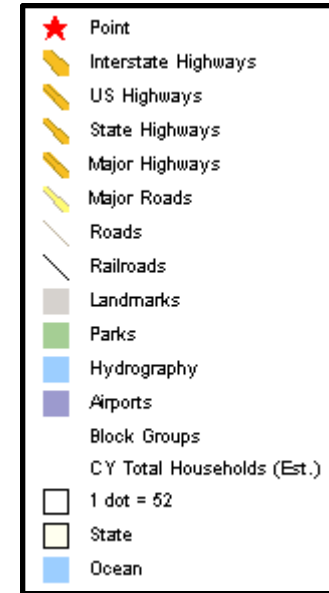 Point
Interstate Highways
US Highways
State Highways
Major Highways
Major Roads
Roads
Railroads
Landmarks
Parks
Hydrography
Airports
Block Groups
CY Total Households (Est.)
1 dot = 52
State
Ocean